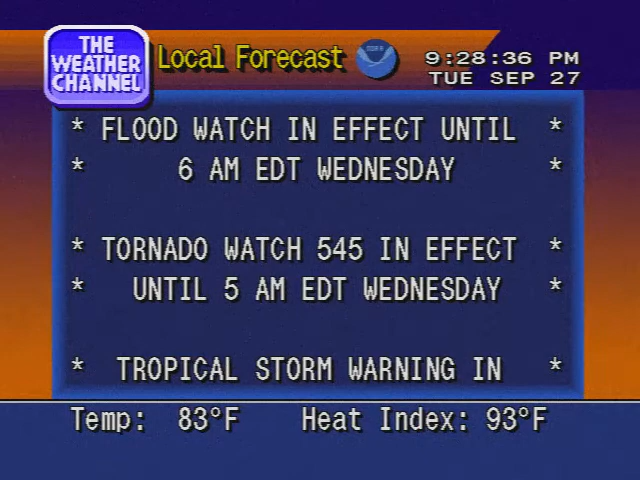 THE
WEATHER
CHANNEL
Local Forecast
9:28:36 PM
TUE SEP 27
* FLOOD WATCH IN EFFECT UNTIL *
* 6 AM EDT WEDNESDAY *
* TORNADO WATCH 545 IN EFFECT *
* UNTIL 5 AM EDT WEDNESDAY *
* TROPICAL STORM WARNING IN *
Temp: 83°F Heat Index: 93°F